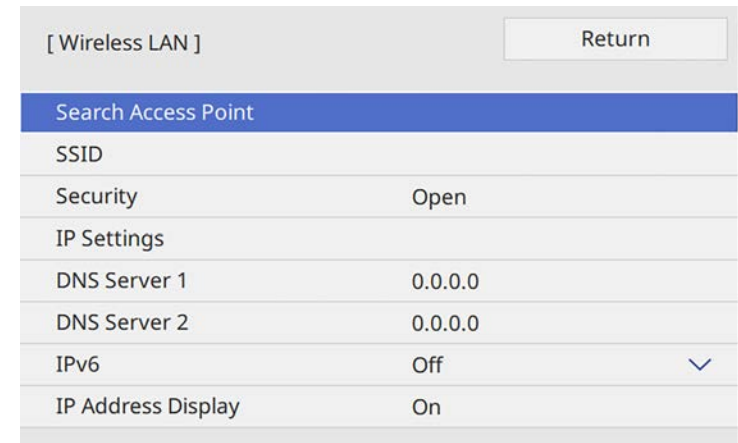 [ Wireless LAN ] Return
Search Access Point
SSID
Security Open
IP Settings
DNS Server 1 0.0.0.0
DNS Server 2 0.0.0.0
IPv6 Off
IP Address Display On